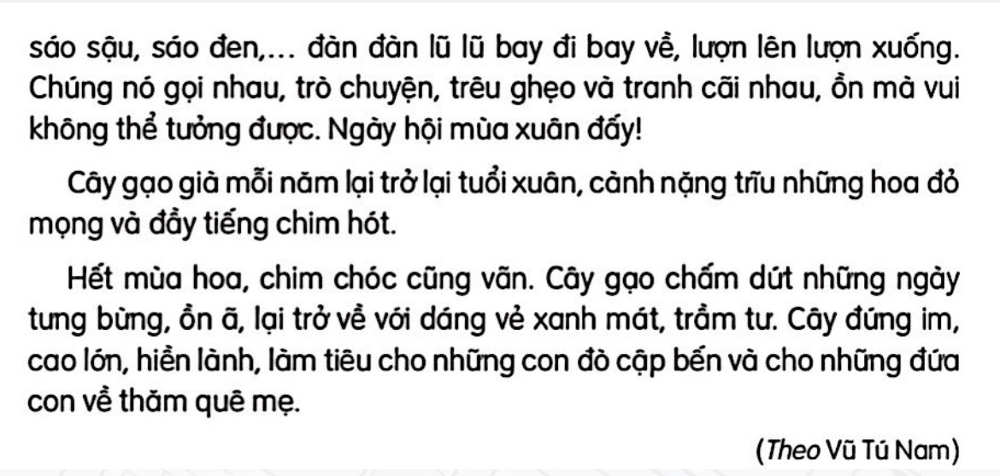 sáo sậu, sáo đen,... đàn đàn lũ lũ bay đi bay về, lượn lên lượn xuống.
Chúng nó gọi nhau, trò chuyện, trêu ghẹo và tranh cãi nhau, ồn mà vui
không thể tưởng được. Ngày hội mùa xuân đấy!
Cây gạo già mỗi năm lại trở lại tuổi xuân, cành nặng trĩu những hoa đỏ
mọng và đầy tiếng chim hót.
Hết mùa hoa, chim chóc cũng vãn. Cây gạo chấm dứt những ngày
tưng bừng, ồn ã, lại trở về với dáng vẻ xanh mát, trầm tư. Cây đứng im,
cao lớn, hiền lành, làm tiêu cho những con đò cập bến và cho những đứa
con về thăm quê mẹ.
(Theo Vũ Tú Nam)